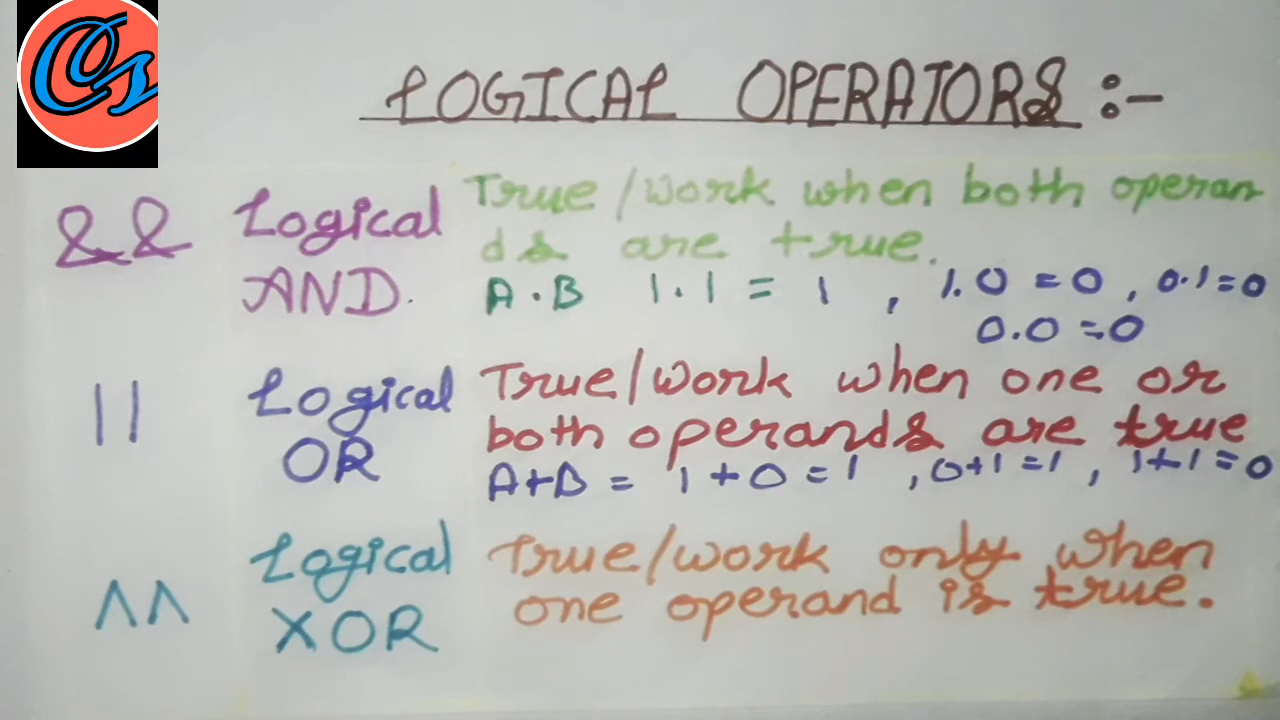 Cs
LOGICAL OPERATORS :-
&& Logical AND. True/work when both operan
ds are true.
A.B 1.1 = 1 , 1.0 = 0 , 0.1 = 0
0.0 = 0
|| Logical OR True/work when one or
both operands are true
A+B = 1+0 = 1 , 0+1 = 1 , 1+1 = 0
^^ Logical XOR True/work only when
one operand is true.